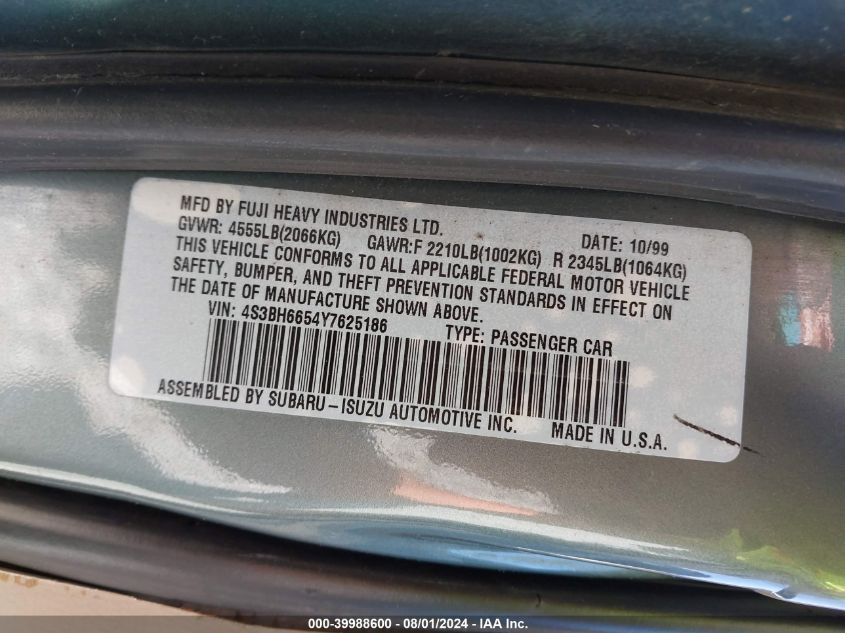 MFD BY FUJI HEAVY INDUSTRIES LTD. DATE: 10/99
GVWR: 4555LB(2066KG) GAWR:F 2210LB(1002KG) R 2345LB(1064KG)
THIS VEHICLE CONFORMS TO ALL APPLICABLE FEDERAL MOTOR VEHICLE
SAFETY, BUMPER, AND THEFT PREVENTION STANDARDS IN EFFECT ON
THE DATE OF MANUFACTURE SHOWN ABOVE.
VIN: 4S3BH6654Y7625186 TYPE: PASSENGER CAR
ASSEMBLED BY SUBARU-ISUZU AUTOMOTIVE INC. MADE IN U.S.A.
000-39988600 - 08/01/2024 - IAA Inc.